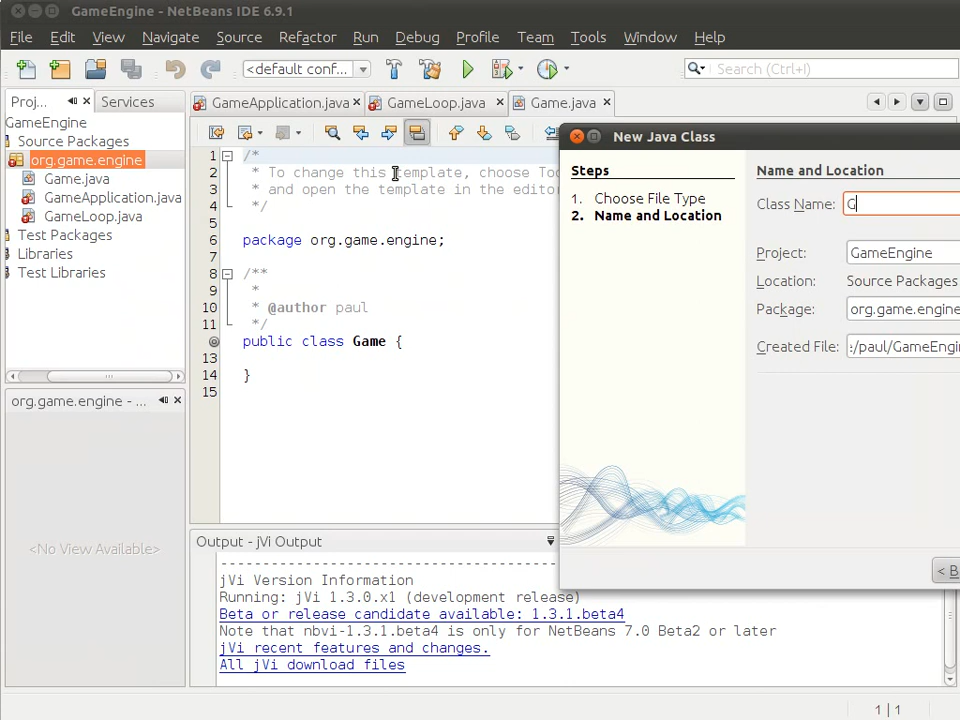 GameEngine - NetBeans IDE 6.9.1
File Edit View Navigate Source Refactor Run Debug Profile Team Tools Window Help
<default conf...
Search (Ctrl+I)
Proj...
Services
GameEngine
Source Packages
org.game.engine
Game.java
GameApplication.java
GameLoop.java
Test Packages
Libraries
Test Libraries
org.game.engine - ...
<No View Available>
GameApplication.java
GameLoop.java
Game.java
1 /*
2 * To change this template, choose Too
3 * and open the template in the editor
4 */
5
6 package org.game.engine;
7
8 /**
9 *
10 * @author paul
11 */
public class Game {
13
14 }
15
New Java Class
Steps
1. Choose File Type
2. Name and Location
Name and Location
Class Name: G
Project: GameEngine
Location: Source Packages
Package: org.game.engine
Created File: :/paul/GameEngi
< B
Output - jVi Output
----------------------------------------
jVi Version Information
Running: jVi 1.3.0.x1 (development release)
Beta or release candidate available: 1.3.1.beta4
Note that nbvi-1.3.1.beta4 is only for NetBeans 7.0 Beta2 or later
jVi recent features and changes.
All jVi download files
1 | 1